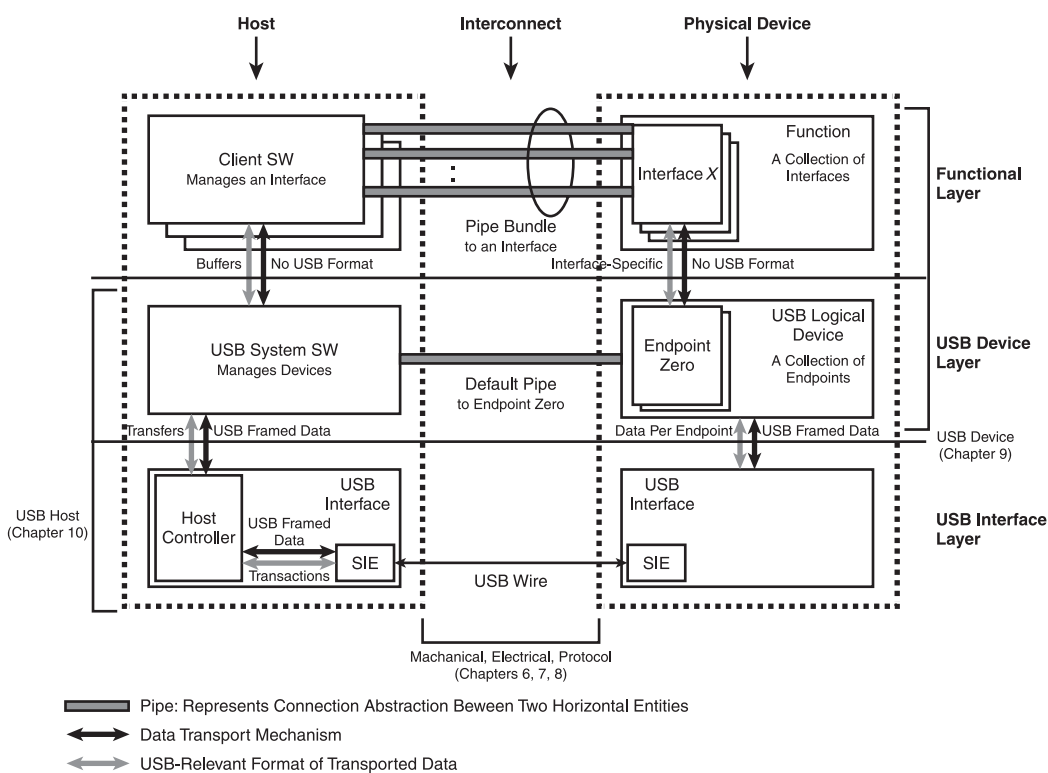 Host
Interconnect
Physical Device
Client SW
Manages an Interface
Pipe Bundle
to an Interface
Interface X
Function
A Collection of
Interfaces
Functional
Layer
Buffers
No USB Format
Interface-Specific
No USB Format
USB System SW
Manages Devices
Default Pipe
to Endpoint Zero
Endpoint
Zero
USB Logical
Device
A Collection of
Endpoints
USB Device
Layer
Transfers
USB Framed Data
Data Per Endpoint
USB Framed Data
USB Device
(Chapter 9)
USB Host
(Chapter 10)
Host
Controller
USB
Interface
USB Framed
Data
Transactions
SIE
USB Wire
USB
Interface
SIE
USB Interface
Layer
Machanical, Electrical, Protocol
(Chapters 6, 7, 8)
Pipe: Represents Connection Abstraction Beween Two Horizontal Entities
Data Transport Mechanism
USB-Relevant Format of Transported Data